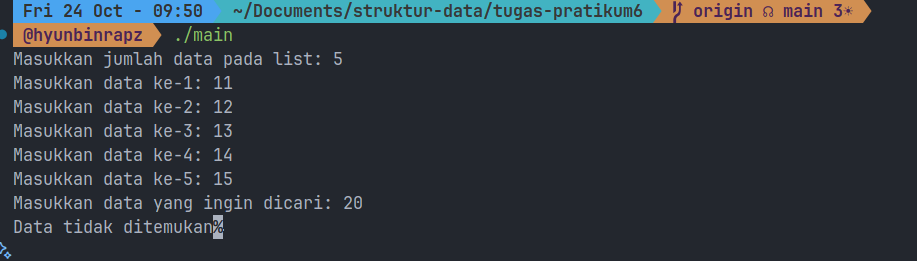 Fri 24 Oct - 09:50 ~/Documents/struktur-data/tugas-pratikum6 origin ☊ main 3☀
@hyunbinrapz ./main
Masukkan jumlah data pada list: 5
Masukkan data ke-1: 11
Masukkan data ke-2: 12
Masukkan data ke-3: 13
Masukkan data ke-4: 14
Masukkan data ke-5: 15
Masukkan data yang ingin dicari: 20
Data tidak ditemukan%